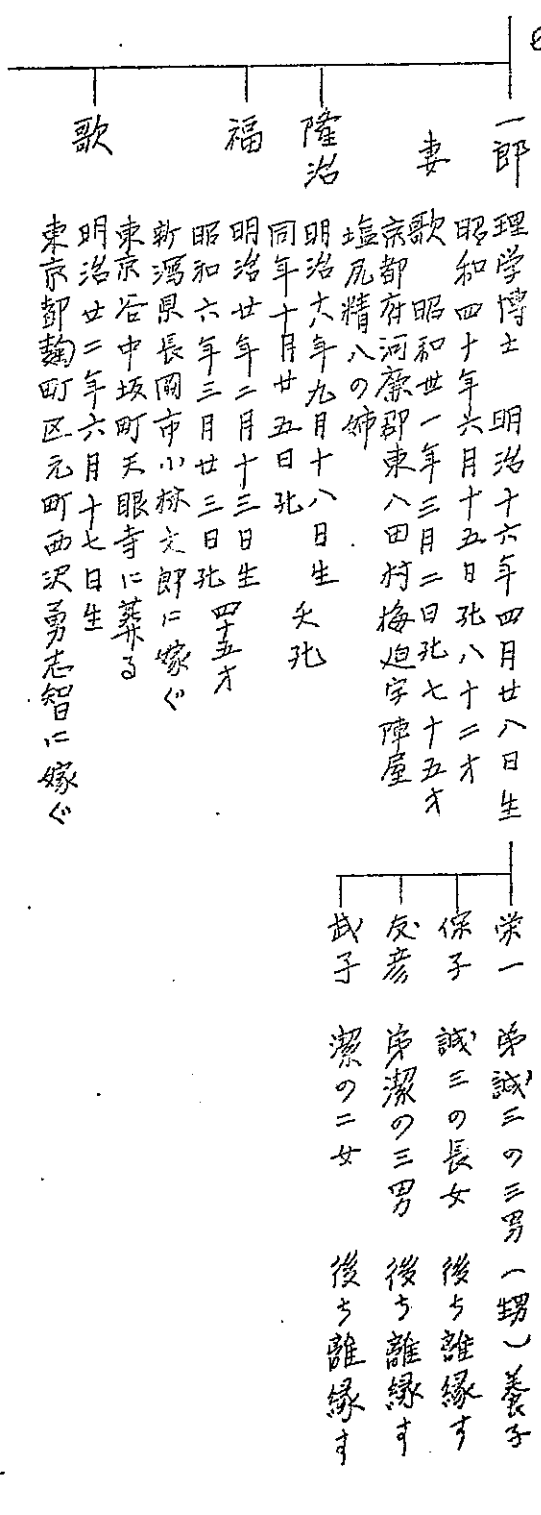 一郎 理学博士 明治十六年四月廿八日生
昭和四十年六月十五日歿八十二才
妻 歌 昭和卅一年三月二日歿七十五才
京都府河鹿郡東八田村梅迫字陣屋
塩尻精八の姉
隆治 明治十八年九月十八日生 夭歿
同年十月廿五日歿
福 明治廿年二月十三日生
昭和六年三月廿三日歿 四十五才
新潟県長岡市小林文郎に嫁ぐ
東京谷中坂町天眼寺に葬る
歌 明治廿二年六月十七日生
東京都麹町区元町西沢勇志智に嫁ぐ
栄一 弟誠三の三男(甥)養子
保子 誠三の長女 後ち離縁す
友彦 弟潔の三男 後ち離縁す
武子 潔の二女 後ち離縁す